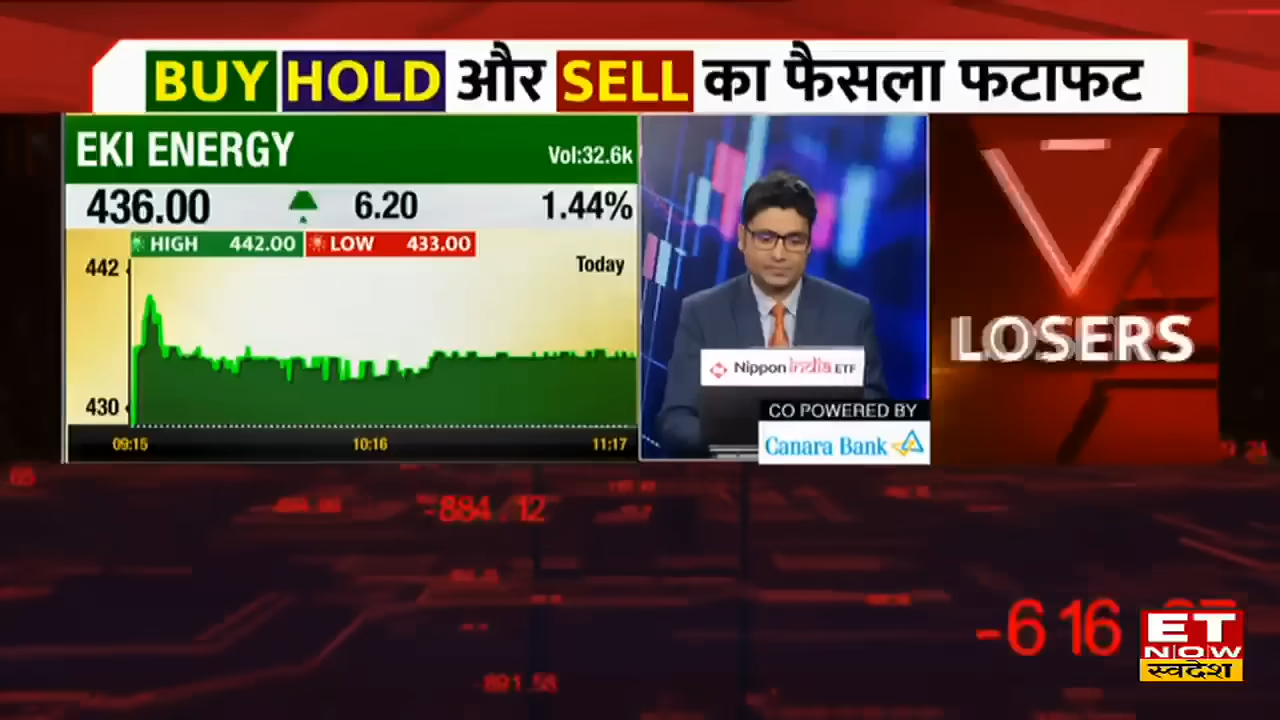 BUY HOLD और SELL का फैसला फटाफट
EKI ENERGY
Vol:32.6k
436.00 6.20 1.44%
HIGH 442.00 LOW 433.00
Today
442
430
09:15 10:16 11:17
Nippon india ETF
CO POWERED BY
Canara Bank
LOSERS
-884.12
-616
891.58
ET
NOW
स्वदेश